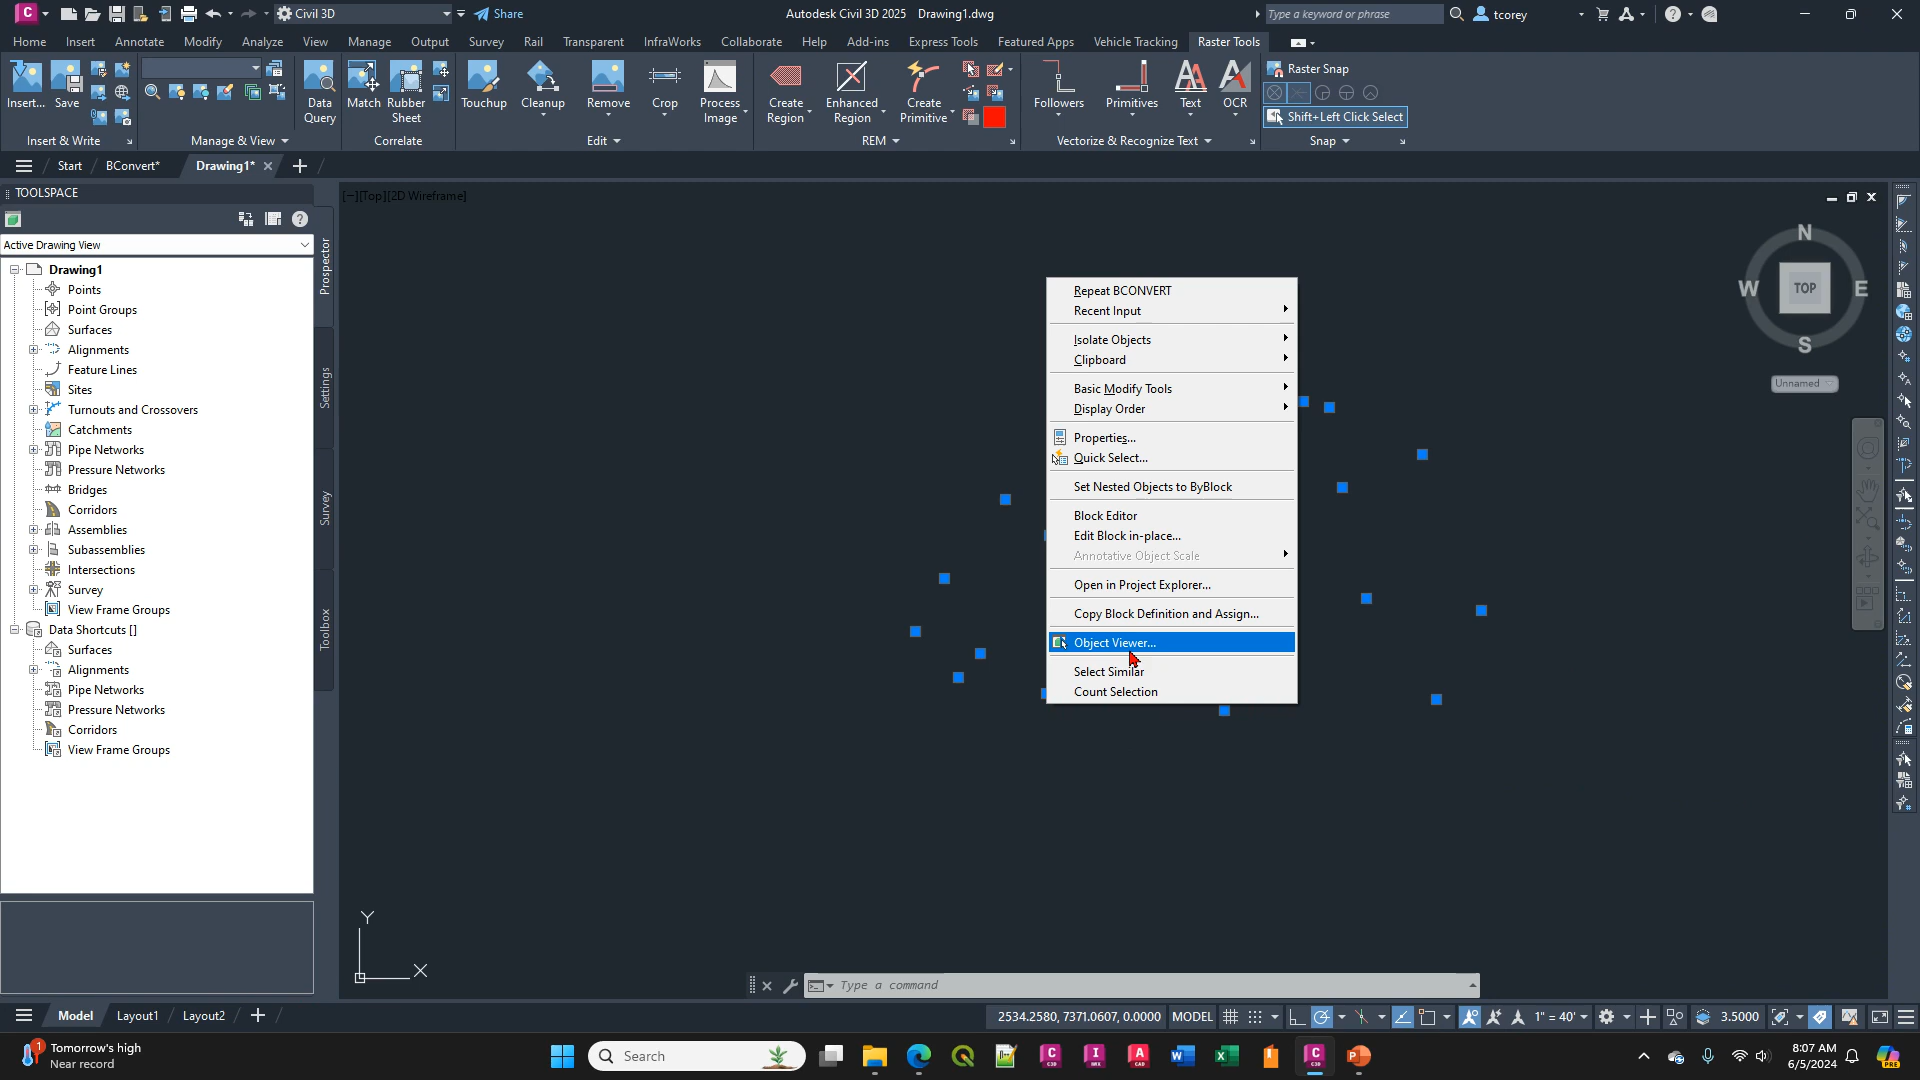 Civil 3D
Share
Autodesk Civil 3D 2025 Drawing1.dwg
Type a keyword or phrase
tcorey
Home Insert Annotate Modify Analyze View Manage Output Survey Rail Transparent InfraWorks Collaborate Help Add-ins Express Tools Featured Apps Vehicle Tracking Raster Tools
Insert... Save
Data Query
Match
Rubber Sheet
Touchup Cleanup Remove Crop
Process Image
Create Region
Enhanced Region
Create Primitive
Followers Primitives Text OCR
Raster Snap
Shift+Left Click Select
Insert & Write Manage & View Correlate Edit REM Vectorize & Recognize Text Snap
Start BConvert* Drawing1*
TOOLSPACE
[−][Top][2D Wireframe]
Active Drawing View
Prospector
Settings
Survey
Toolbox
Drawing1
Points
Point Groups
Surfaces
Alignments
Feature Lines
Sites
Turnouts and Crossovers
Catchments
Pipe Networks
Pressure Networks
Bridges
Corridors
Assemblies
Subassemblies
Intersections
Survey
View Frame Groups
Data Shortcuts []
Surfaces
Alignments
Pipe Networks
Pressure Networks
Corridors
View Frame Groups
Repeat BCONVERT
Recent Input
Isolate Objects
Clipboard
Basic Modify Tools
Display Order
Properties...
Quick Select...
Set Nested Objects to ByBlock
Block Editor
Edit Block in-place...
Annotative Object Scale
Open in Project Explorer...
Copy Block Definition and Assign...
Object Viewer...
Select Similar
Count Selection
N
W TOP E
S
Unnamed
Y
X
Type a command
Model Layout1 Layout2
2534.2580, 7371.0607, 0.0000 MODEL
1" = 40'
3.5000
Tomorrow's high
Near record
Search
8:07 AM
6/5/2024